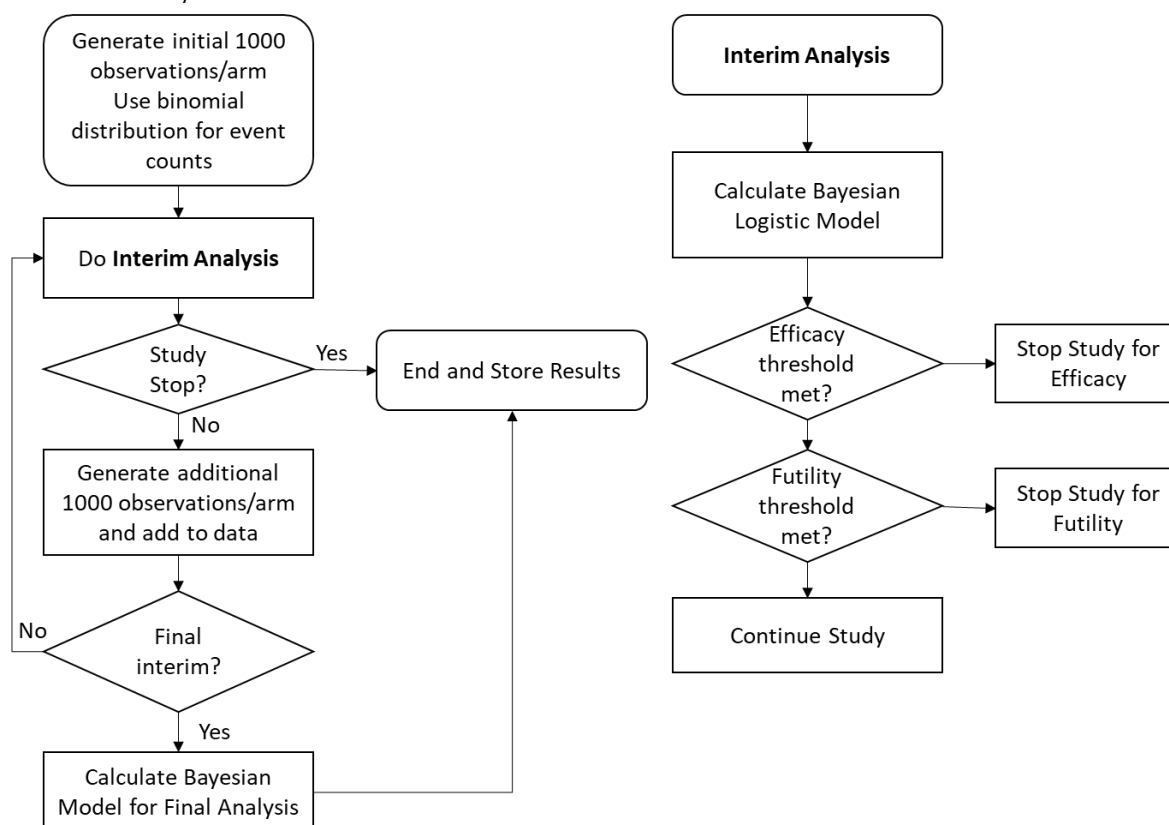 Generate initial 1000
observations/arm
Use binomial
distribution for event
counts
Do Interim Analysis
Study
Stop?
Yes
End and Store Results
No
Generate additional
1000 observations/arm
and add to data
Final
interim?
No
Yes
Calculate Bayesian
Model for Final Analysis
Interim Analysis
Calculate Bayesian
Logistic Model
Efficacy
threshold
met?
Stop Study for
Efficacy
Futility
threshold
met?
Stop Study for
Futility
Continue Study